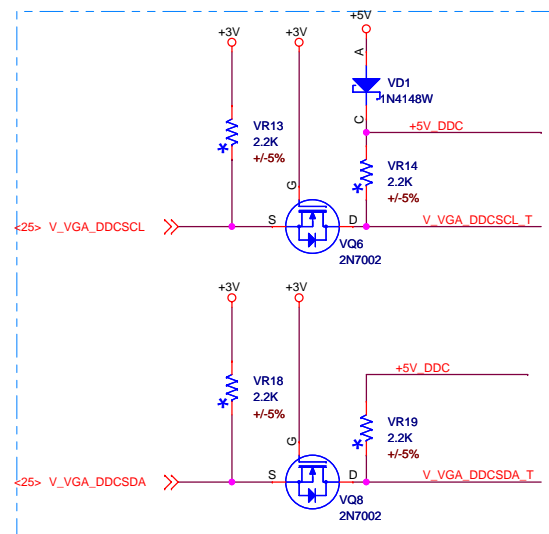 +5V
+3V
+3V
A
VD1
1N4148W
C
+5V_DDC
VR13
2.2K
+/-5%
VR14
2.2K
+/-5%
G
<25> V_VGA_DDCSCL
S
D
V_VGA_DDCSCL_T
VQ6
2N7002
+3V
+3V
+5V_DDC
VR18
2.2K
+/-5%
VR19
2.2K
+/-5%
G
<25> V_VGA_DDCSDA
S
D
V_VGA_DDCSDA_T
VQ8
2N7002